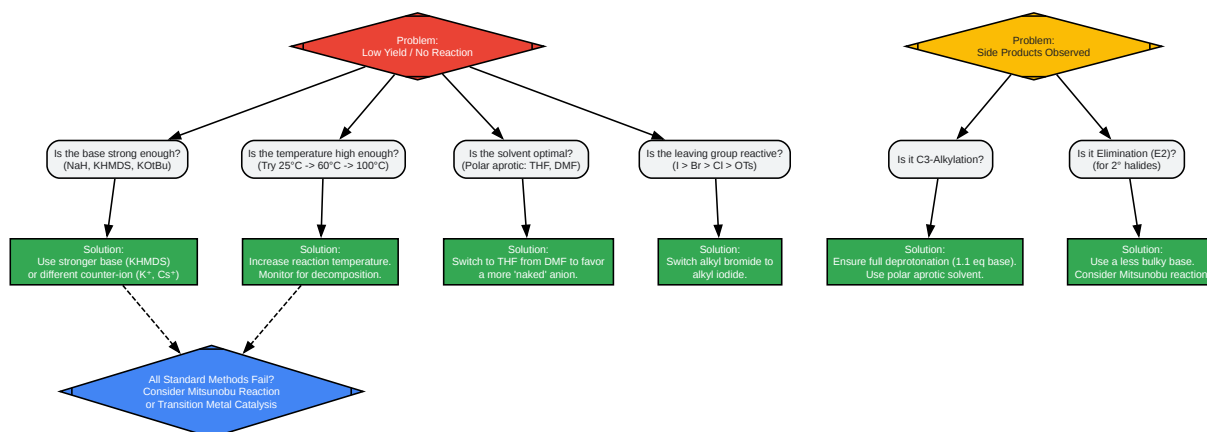 Problem:
Low Yield / No Reaction
Problem:
Side Products Observed
Is the base strong enough?
(NaH, KHMDS, KOtBu)
Is the temperature high enough?
(Try 25°C -> 60°C -> 100°C)
Is the solvent optimal?
(Polar aprotic: THF, DMF)
Is the leaving group reactive?
(I > Br > Cl > OTs)
Is it C3-Alkylation?
Is it Elimination (E2)?
(for 2° halides)
Solution:
Use stronger base (KHMDS)
or different counter-ion (K⁺, Cs⁺)
Solution:
Increase reaction temperature.
Monitor for decomposition.
Solution:
Switch to THF from DMF to favor
a more 'naked' anion.
Solution:
Switch alkyl bromide to
alkyl iodide.
Solution:
Ensure full deprotonation (1.1 eq base).
Use polar aprotic solvent.
Solution:
Use a less bulky base.
Consider Mitsunobu reaction
All Standard Methods Fail?
Consider Mitsunobu Reaction
or Transition Metal Catalysis